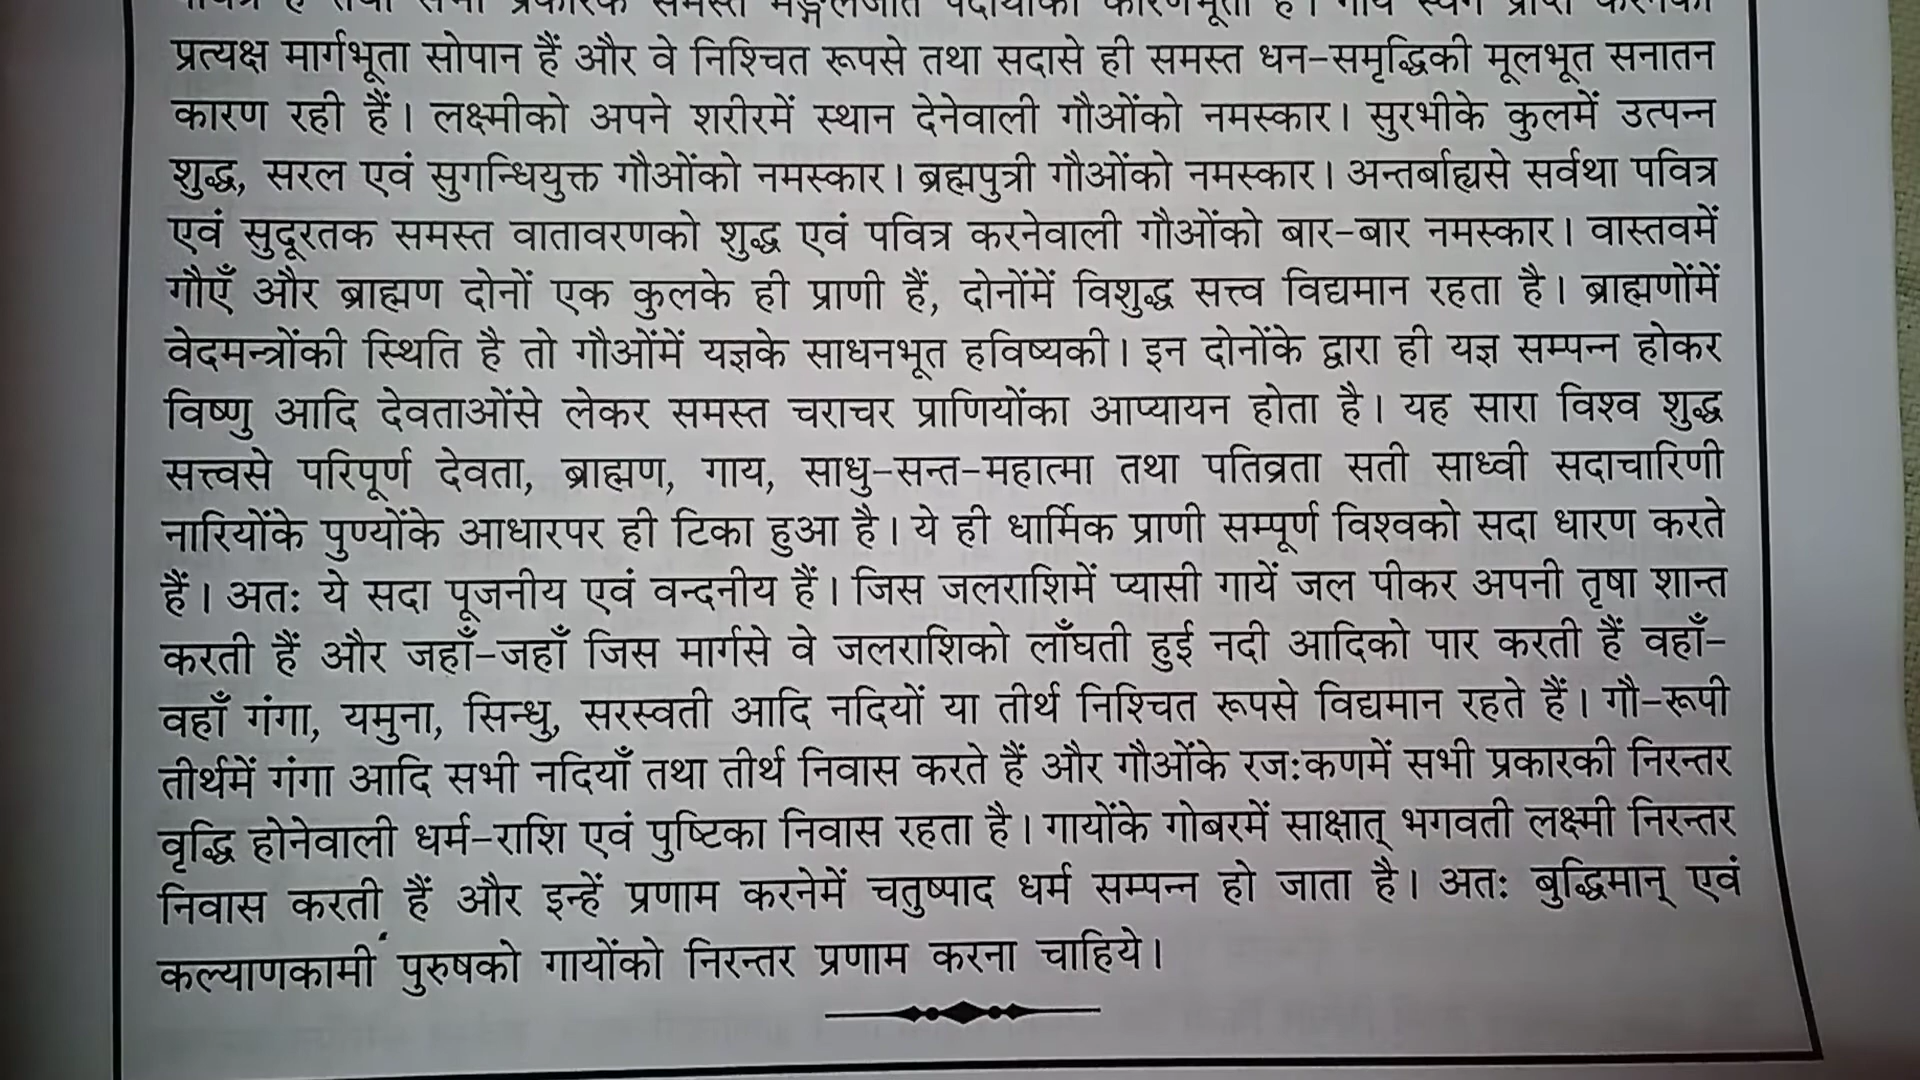 समस्त मङ्गलजात पदार्थोंकी कारणभूता हैं। गायें स्वर्ग प्राप्त करनेकी
प्रत्यक्ष मार्गभूता सोपान हैं और वे निश्चित रूपसे तथा सदासे ही समस्त धन-समृद्धिकी मूलभूत सनातन
कारण रही हैं। लक्ष्मीको अपने शरीरमें स्थान देनेवाली गौओंको नमस्कार। सुरभीके कुलमें उत्पन्न
शुद्ध, सरल एवं सुगन्धियुक्त गौओंको नमस्कार। ब्रह्मपुत्री गौओंको नमस्कार। अन्तर्बाह्यसे सर्वथा पवित्र
एवं सुदूरतक समस्त वातावरणको शुद्ध एवं पवित्र करनेवाली गौओंको बार-बार नमस्कार। वास्तवमें
गौएँ और ब्राह्मण दोनों एक कुलके ही प्राणी हैं, दोनोंमें विशुद्ध सत्त्व विद्यमान रहता है। ब्राह्मणोंमें
वेदमन्त्रोंकी स्थिति है तो गौओंमें यज्ञके साधनभूत हविष्यकी। इन दोनोंके द्वारा ही यज्ञ सम्पन्न होकर
विष्णु आदि देवताओंसे लेकर समस्त चराचर प्राणियोंका आप्यायन होता है। यह सारा विश्व शुद्ध
सत्त्वसे परिपूर्ण देवता, ब्राह्मण, गाय, साधु-सन्त-महात्मा तथा पतिव्रता सती साध्वी सदाचारिणी
नारियोंके पुण्योंके आधारपर ही टिका हुआ है। ये ही धार्मिक प्राणी सम्पूर्ण विश्वको सदा धारण करते
हैं। अतः ये सदा पूजनीय एवं वन्दनीय हैं। जिस जलराशिमें प्यासी गायें जल पीकर अपनी तृषा शान्त
करती हैं और जहाँ-जहाँ जिस मार्गसे वे जलराशिको लाँघती हुई नदी आदिको पार करती हैं वहाँ-
वहाँ गंगा, यमुना, सिन्धु, सरस्वती आदि नदियों या तीर्थ निश्चित रूपसे विद्यमान रहते हैं। गौ-रूपी
तीर्थमें गंगा आदि सभी नदियाँ तथा तीर्थ निवास करते हैं और गौओंके रजःकणमें सभी प्रकारकी निरन्तर
वृद्धि होनेवाली धर्म-राशि एवं पुष्टिका निवास रहता है। गायोंके गोबरमें साक्षात् भगवती लक्ष्मी निरन्तर
निवास करती हैं और इन्हें प्रणाम करनेमें चतुष्पाद धर्म सम्पन्न हो जाता है। अतः बुद्धिमान् एवं
कल्याणकामी पुरुषको गायोंको निरन्तर प्रणाम करना चाहिये।